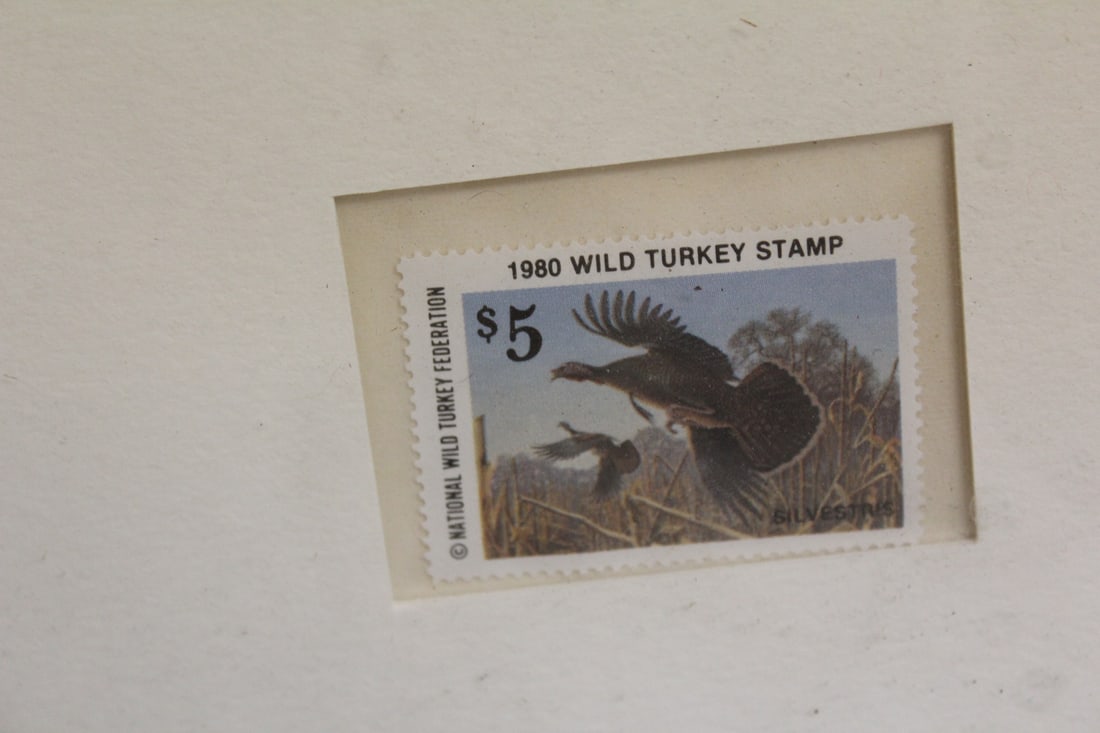 1980 WILD TURKEY STAMP
© NATIONAL WILD TURKEY FEDERATION
$5
SILVESTRIS